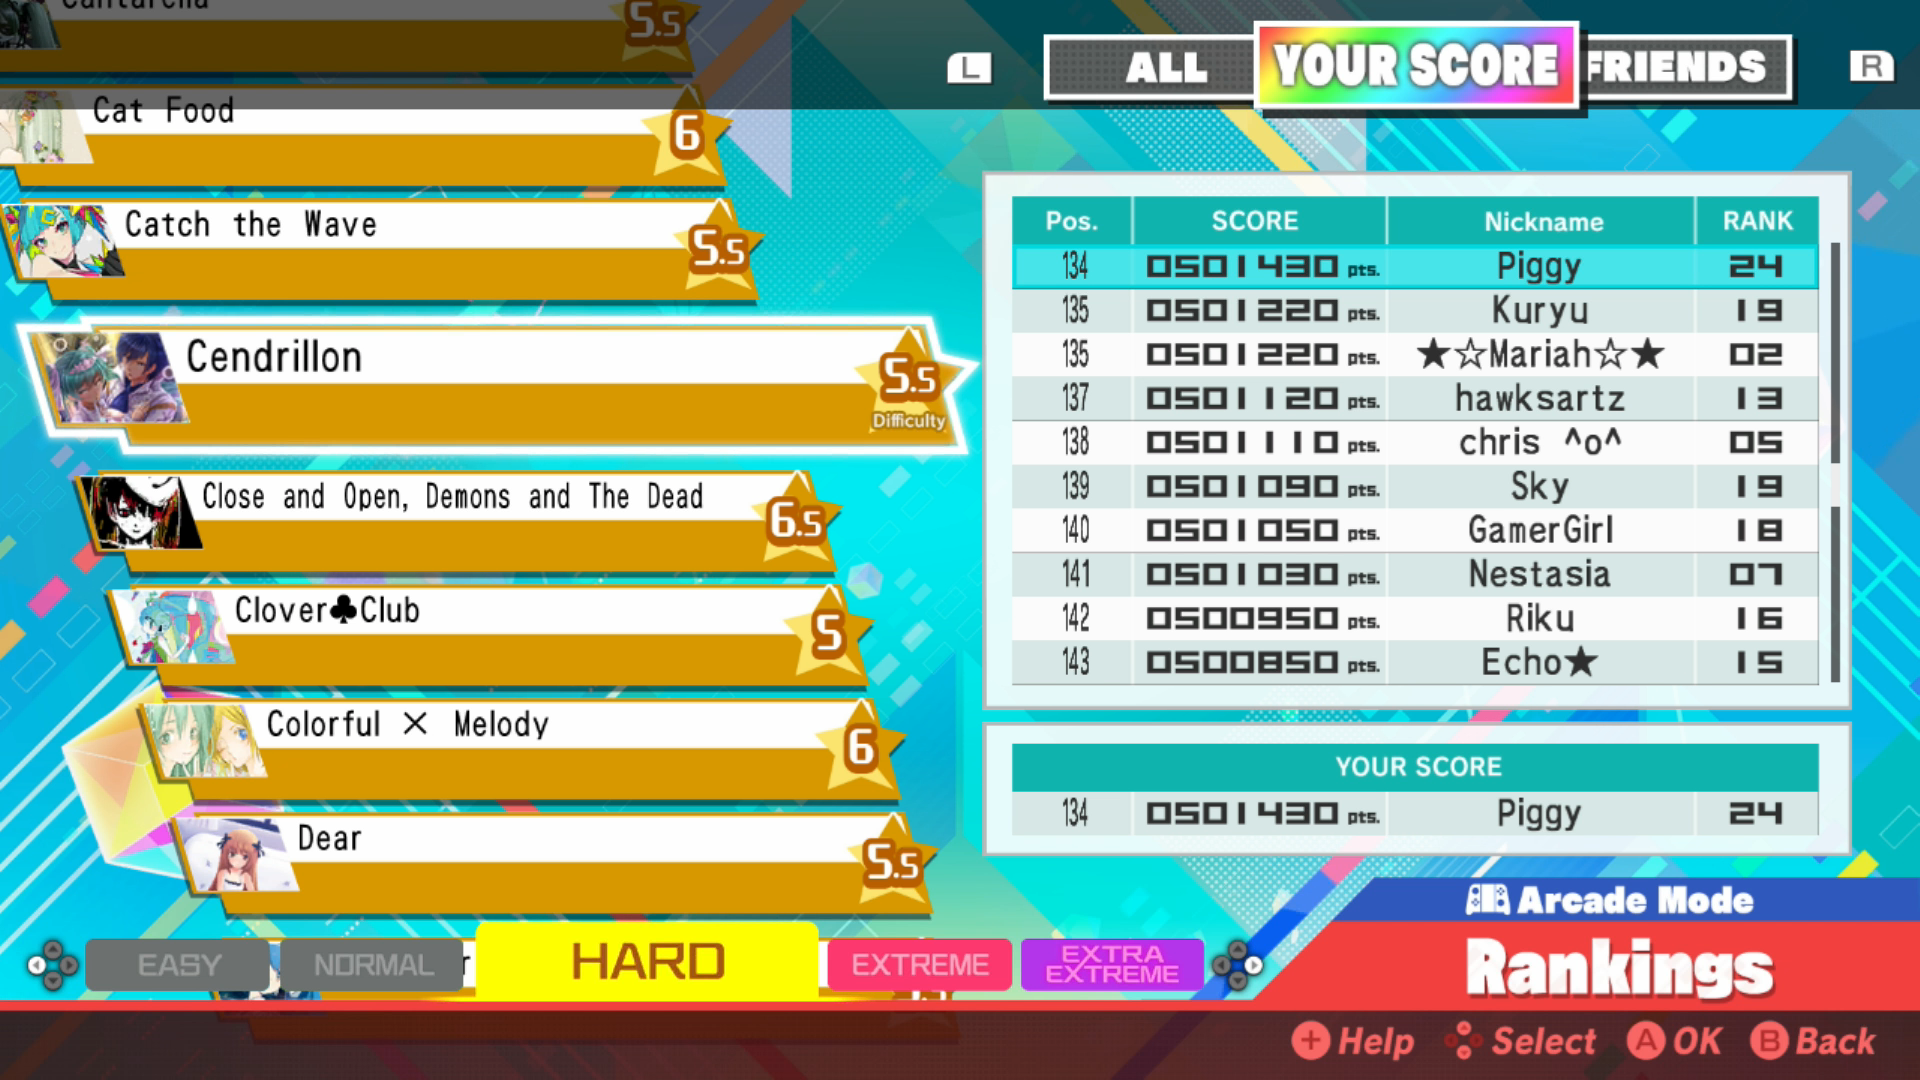 Cantarella
5.5
L
ALL
YOUR SCORE
FRIENDS
R
Cat Food
6
Catch the Wave
5.5
Cendrillon
5.5
Difficulty
Close and Open, Demons and The Dead
6.5
Clover♣Club
5
Colorful × Melody
6
Dear
5.5
Pos. SCORE Nickname RANK
134 0501430 pts. Piggy 24
135 0501220 pts. Kuryu 19
135 0501220 pts. ★☆Mariah☆★ 02
137 0501120 pts. hawksartz 13
138 0501110 pts. chris ^o^ 05
139 0501090 pts. Sky 19
140 0501050 pts. GamerGirl 18
141 0501030 pts. Nestasia 07
142 0500950 pts. Riku 16
143 0500850 pts. Echo★ 15
YOUR SCORE
134 0501430 pts. Piggy 24
Arcade Mode
Rankings
EASY
NORMAL
HARD
EXTREME
EXTRA
EXTREME
+ Help
Select
A OK
B Back